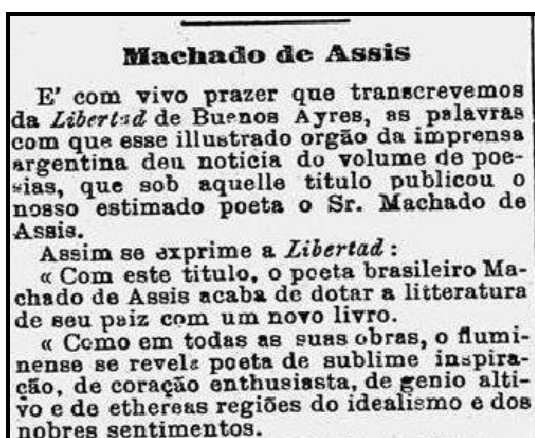 Machado de Assis
E' com vivo prazer que transcrevemos
da Libertad de Buenos Ayres, as palavras
com que esse illustrado orgão da imprensa
argentina deu noticia do volume de poe-
sias, que sob aquelle titulo publicou o
nosso estimado poeta o Sr. Machado de
Assis.
Assim se exprime a Libertad :
« Com este titulo, o poeta brasileiro Ma-
chado de Assis acaba de dotar a litteratura
de seu paiz com um novo livro.
« Como em todas as suas obras, o flumi-
nense se revela poeta de sublime inspira-
ção, de coração enthusiasta, de genio alti-
vo e de ethereas regiões do idealismo e dos
nobres sentimentos.